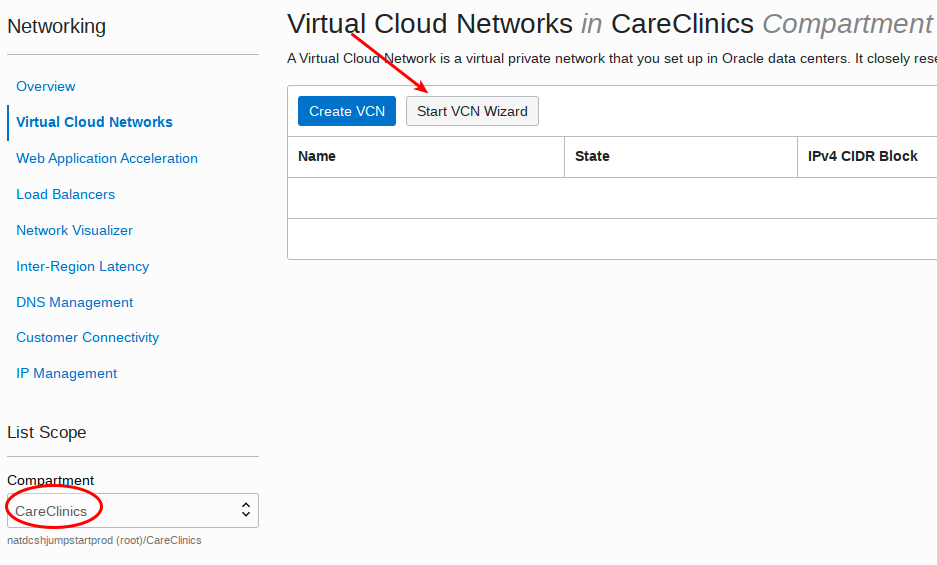 Networking
Overview
Virtual Cloud Networks
Web Application Acceleration
Load Balancers
Network Visualizer
Inter-Region Latency
DNS Management
Customer Connectivity
IP Management
List Scope
Compartment
CareClinics
natdcshjumpstartprod (root)/CareClinics
Virtual Cloud Networks in CareClinics Compartment
A Virtual Cloud Network is a virtual private network that you set up in Oracle data centers. It closely rese
Create VCN Start VCN Wizard
Name State IPv4 CIDR Block